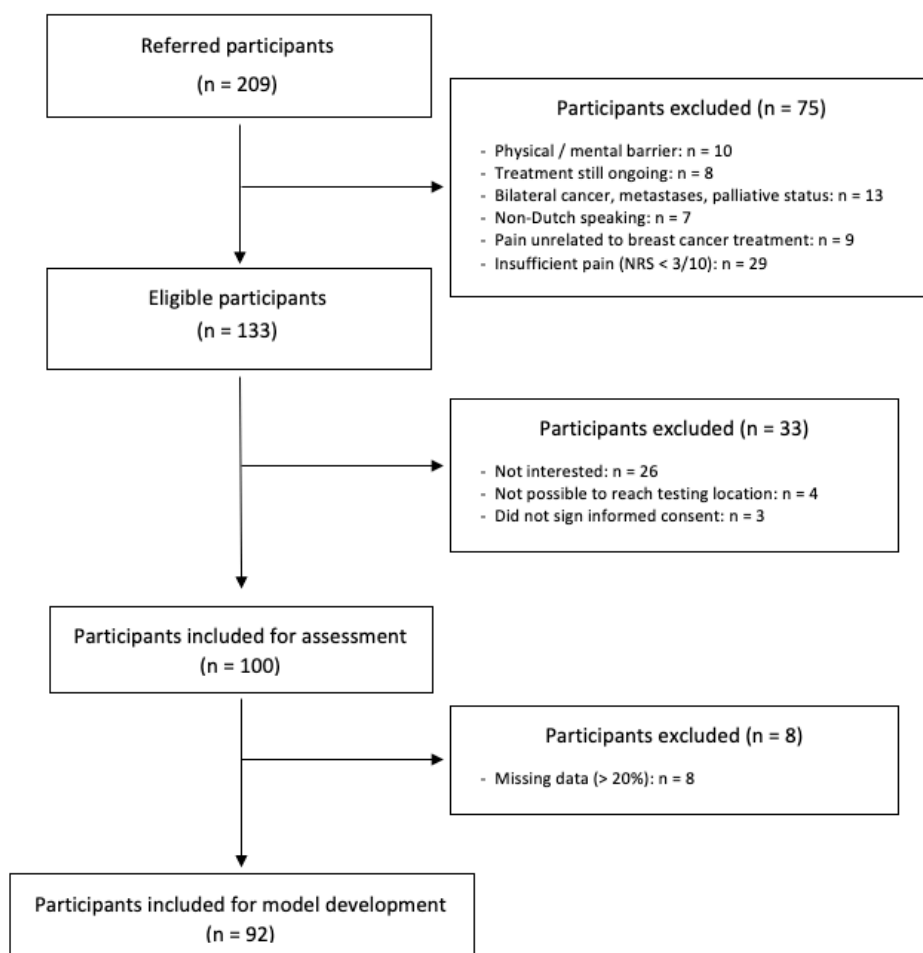 Referred participants
(n = 209)
Participants excluded (n = 75)
- Physical / mental barrier: n = 10
- Treatment still ongoing: n = 8
- Bilateral cancer, metastases, palliative status: n = 13
- Non-Dutch speaking: n = 7
- Pain unrelated to breast cancer treatment: n = 9
- Insufficient pain (NRS < 3/10): n = 29
Eligible participants
(n = 133)
Participants excluded (n = 33)
- Not interested: n = 26
- Not possible to reach testing location: n = 4
- Did not sign informed consent: n = 3
Participants included for assessment
(n = 100)
Participants excluded (n = 8)
- Missing data (> 20%): n = 8
Participants included for model development
(n = 92)